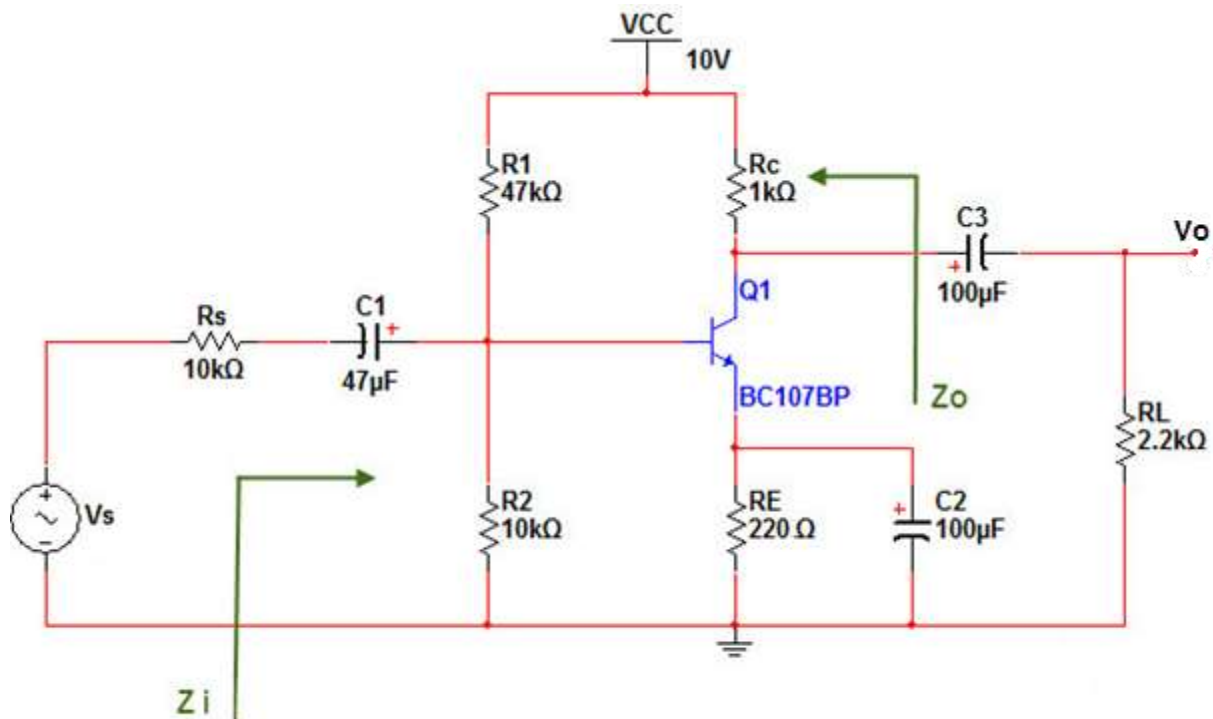 VCC
10V
R1
47kΩ
Rc
1kΩ
C3
100µF
Vo
Q1
Rs
10kΩ
C1
47µF
BC107BP
Zo
RL
2.2kΩ
Vs
R2
10kΩ
RE
220 Ω
C2
100µF
Zi